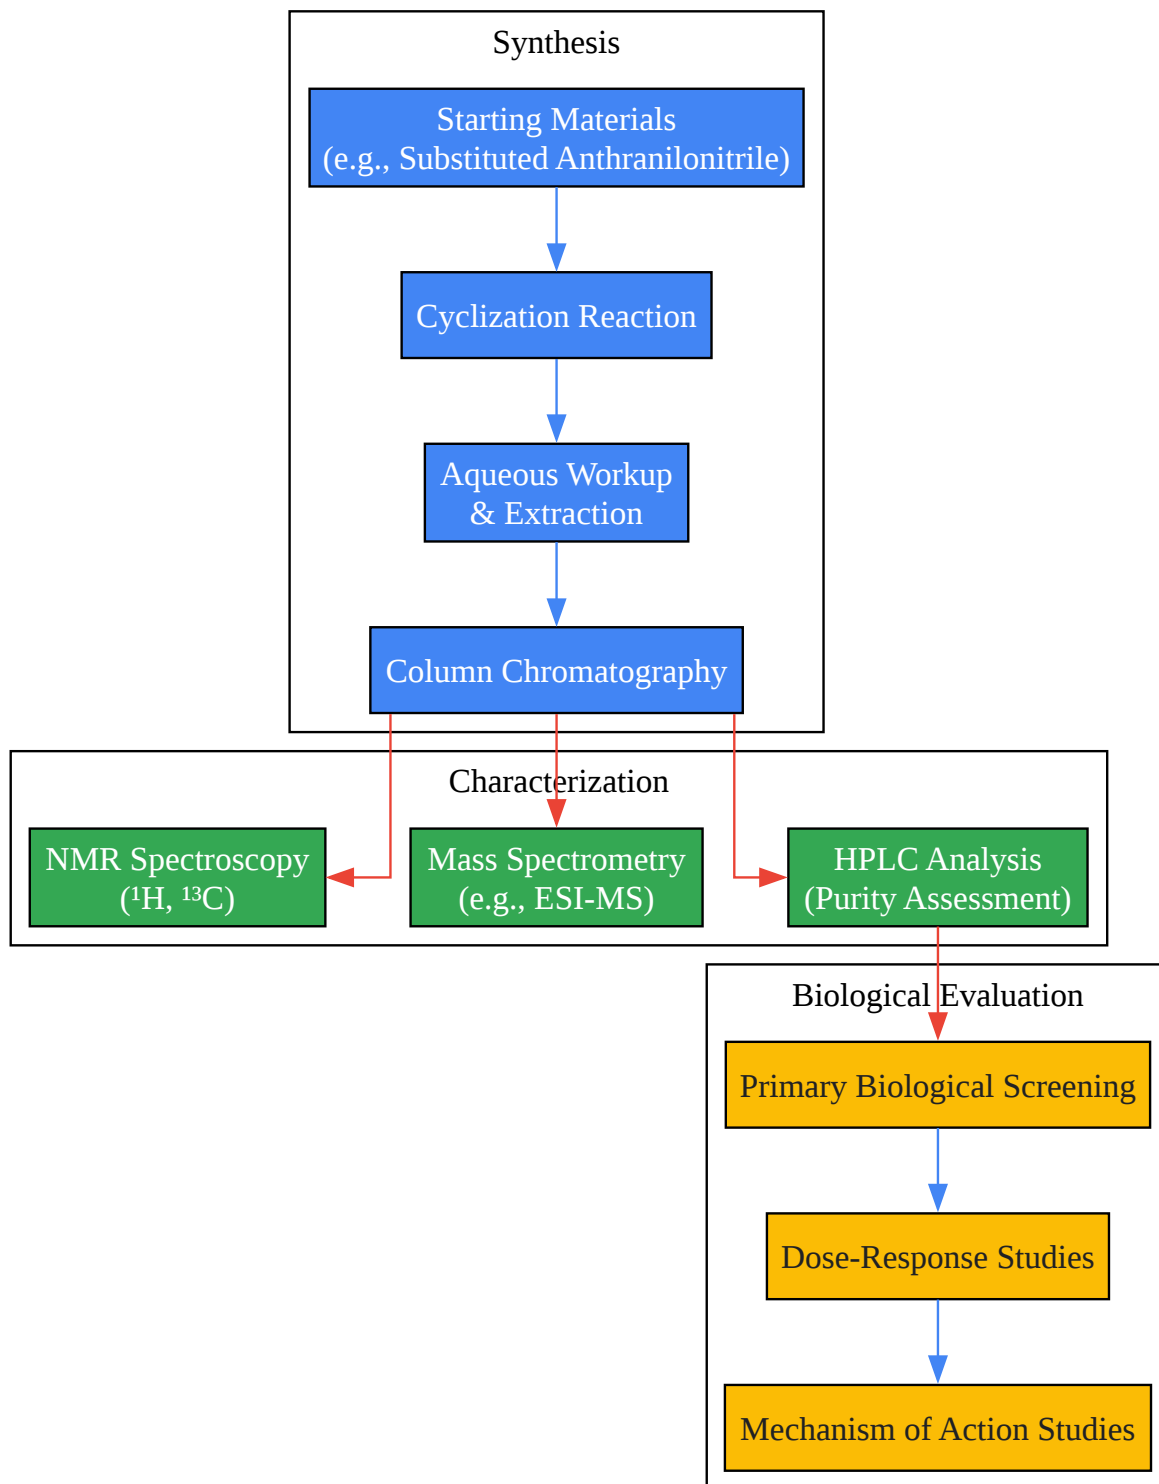 Synthesis
Starting Materials
(e.g., Substituted Anthranilonitrile)
Cyclization Reaction
Aqueous Workup
& Extraction
Column Chromatography
Characterization
NMR Spectroscopy
(¹H, ¹³C)
Mass Spectrometry
(e.g., ESI-MS)
HPLC Analysis
(Purity Assessment)
Biological Evaluation
Primary Biological Screening
Dose-Response Studies
Mechanism of Action Studies